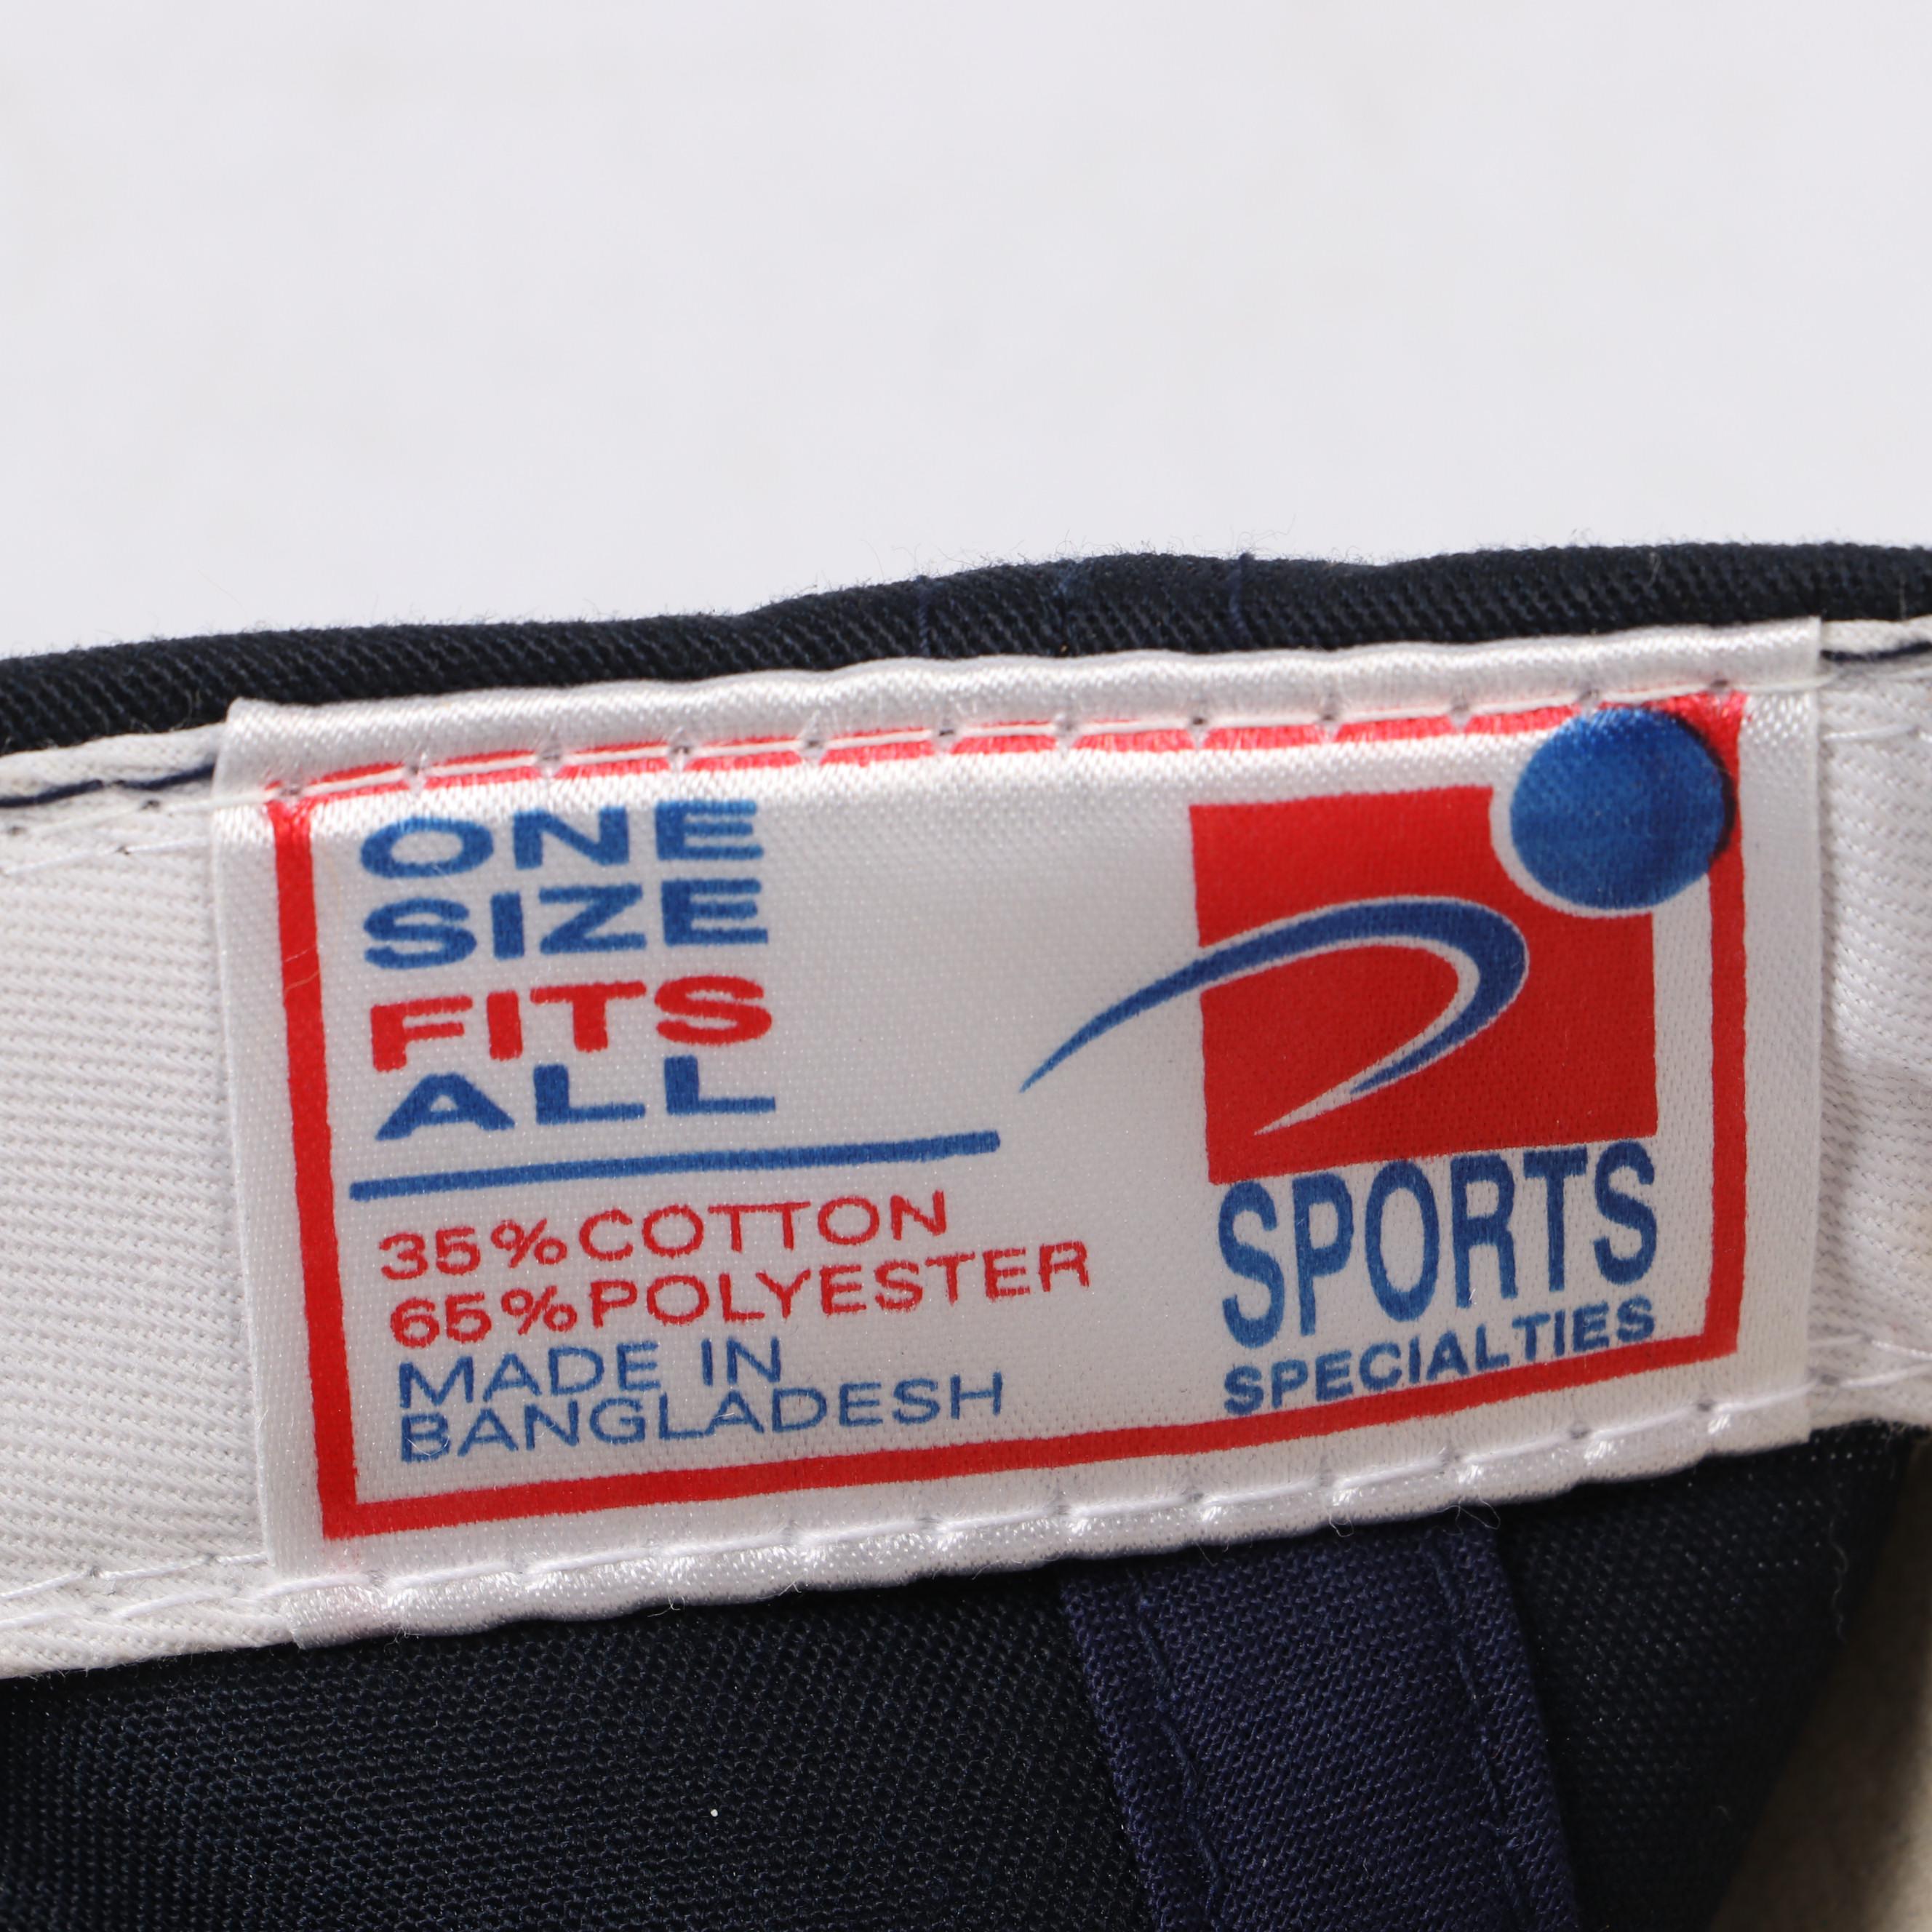 ONE
SIZE
FITS
ALL
35% COTTON
65% POLYESTER
MADE IN
BANGLADESH
SPORTS
SPECIALTIES